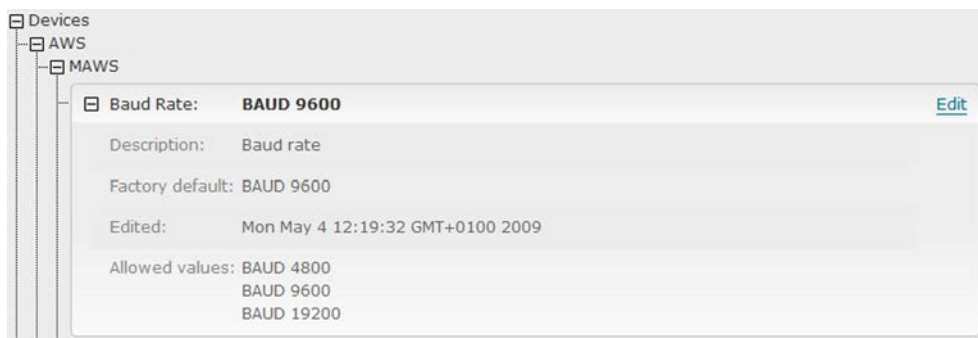 Devices
AWS
MAWS
Baud Rate: BAUD 9600 Edit
Description: Baud rate
Factory default: BAUD 9600
Edited: Mon May 4 12:19:32 GMT+0100 2009
Allowed values: BAUD 4800
BAUD 9600
BAUD 19200